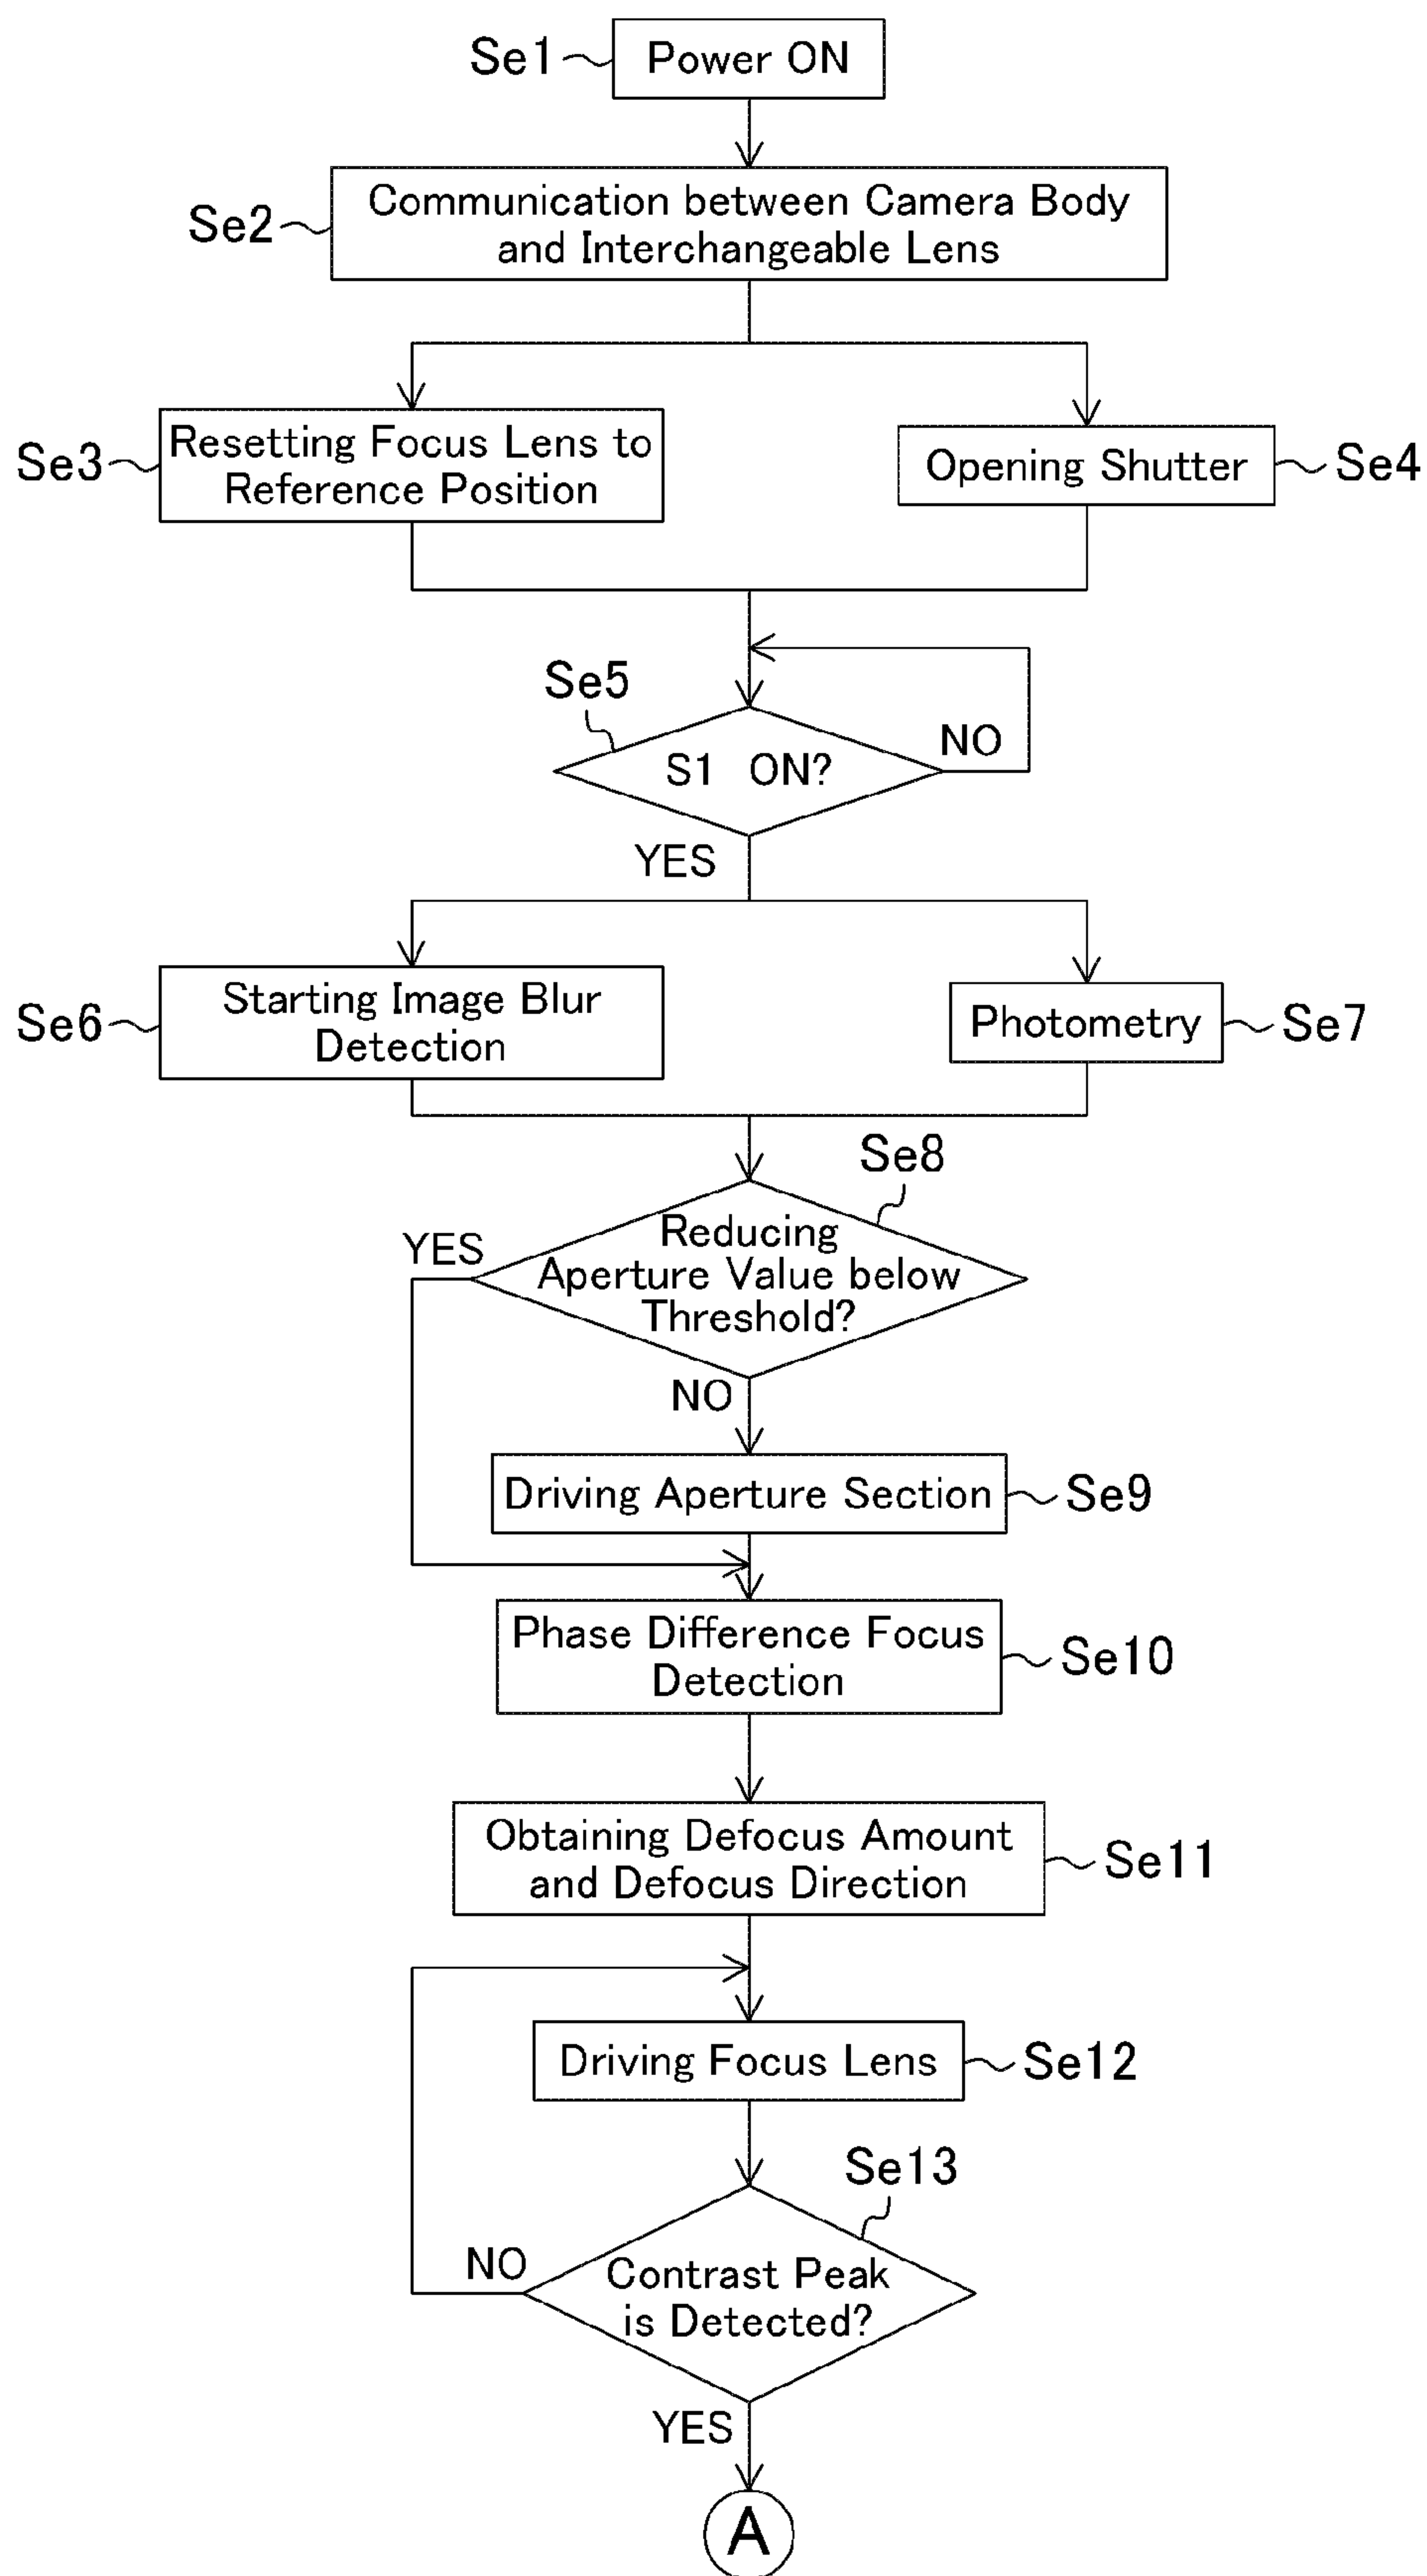 Se1
Power ON
Se2
Communication between Camera Body
and Interchangeable Lens
Se3
Resetting Focus Lens to
Reference Position
Opening Shutter
Se4
Se5
S1 ON?
NO
YES
Se6
Starting Image Blur
Detection
Photometry
Se7
Se8
YES
Reducing
Aperture Value below
Threshold?
NO
Driving Aperture Section
Se9
Phase Difference Focus
Detection
Se10
Obtaining Defocus Amount
and Defocus Direction
Se11
Driving Focus Lens
Se12
Se13
NO
Contrast Peak
is Detected?
YES
A